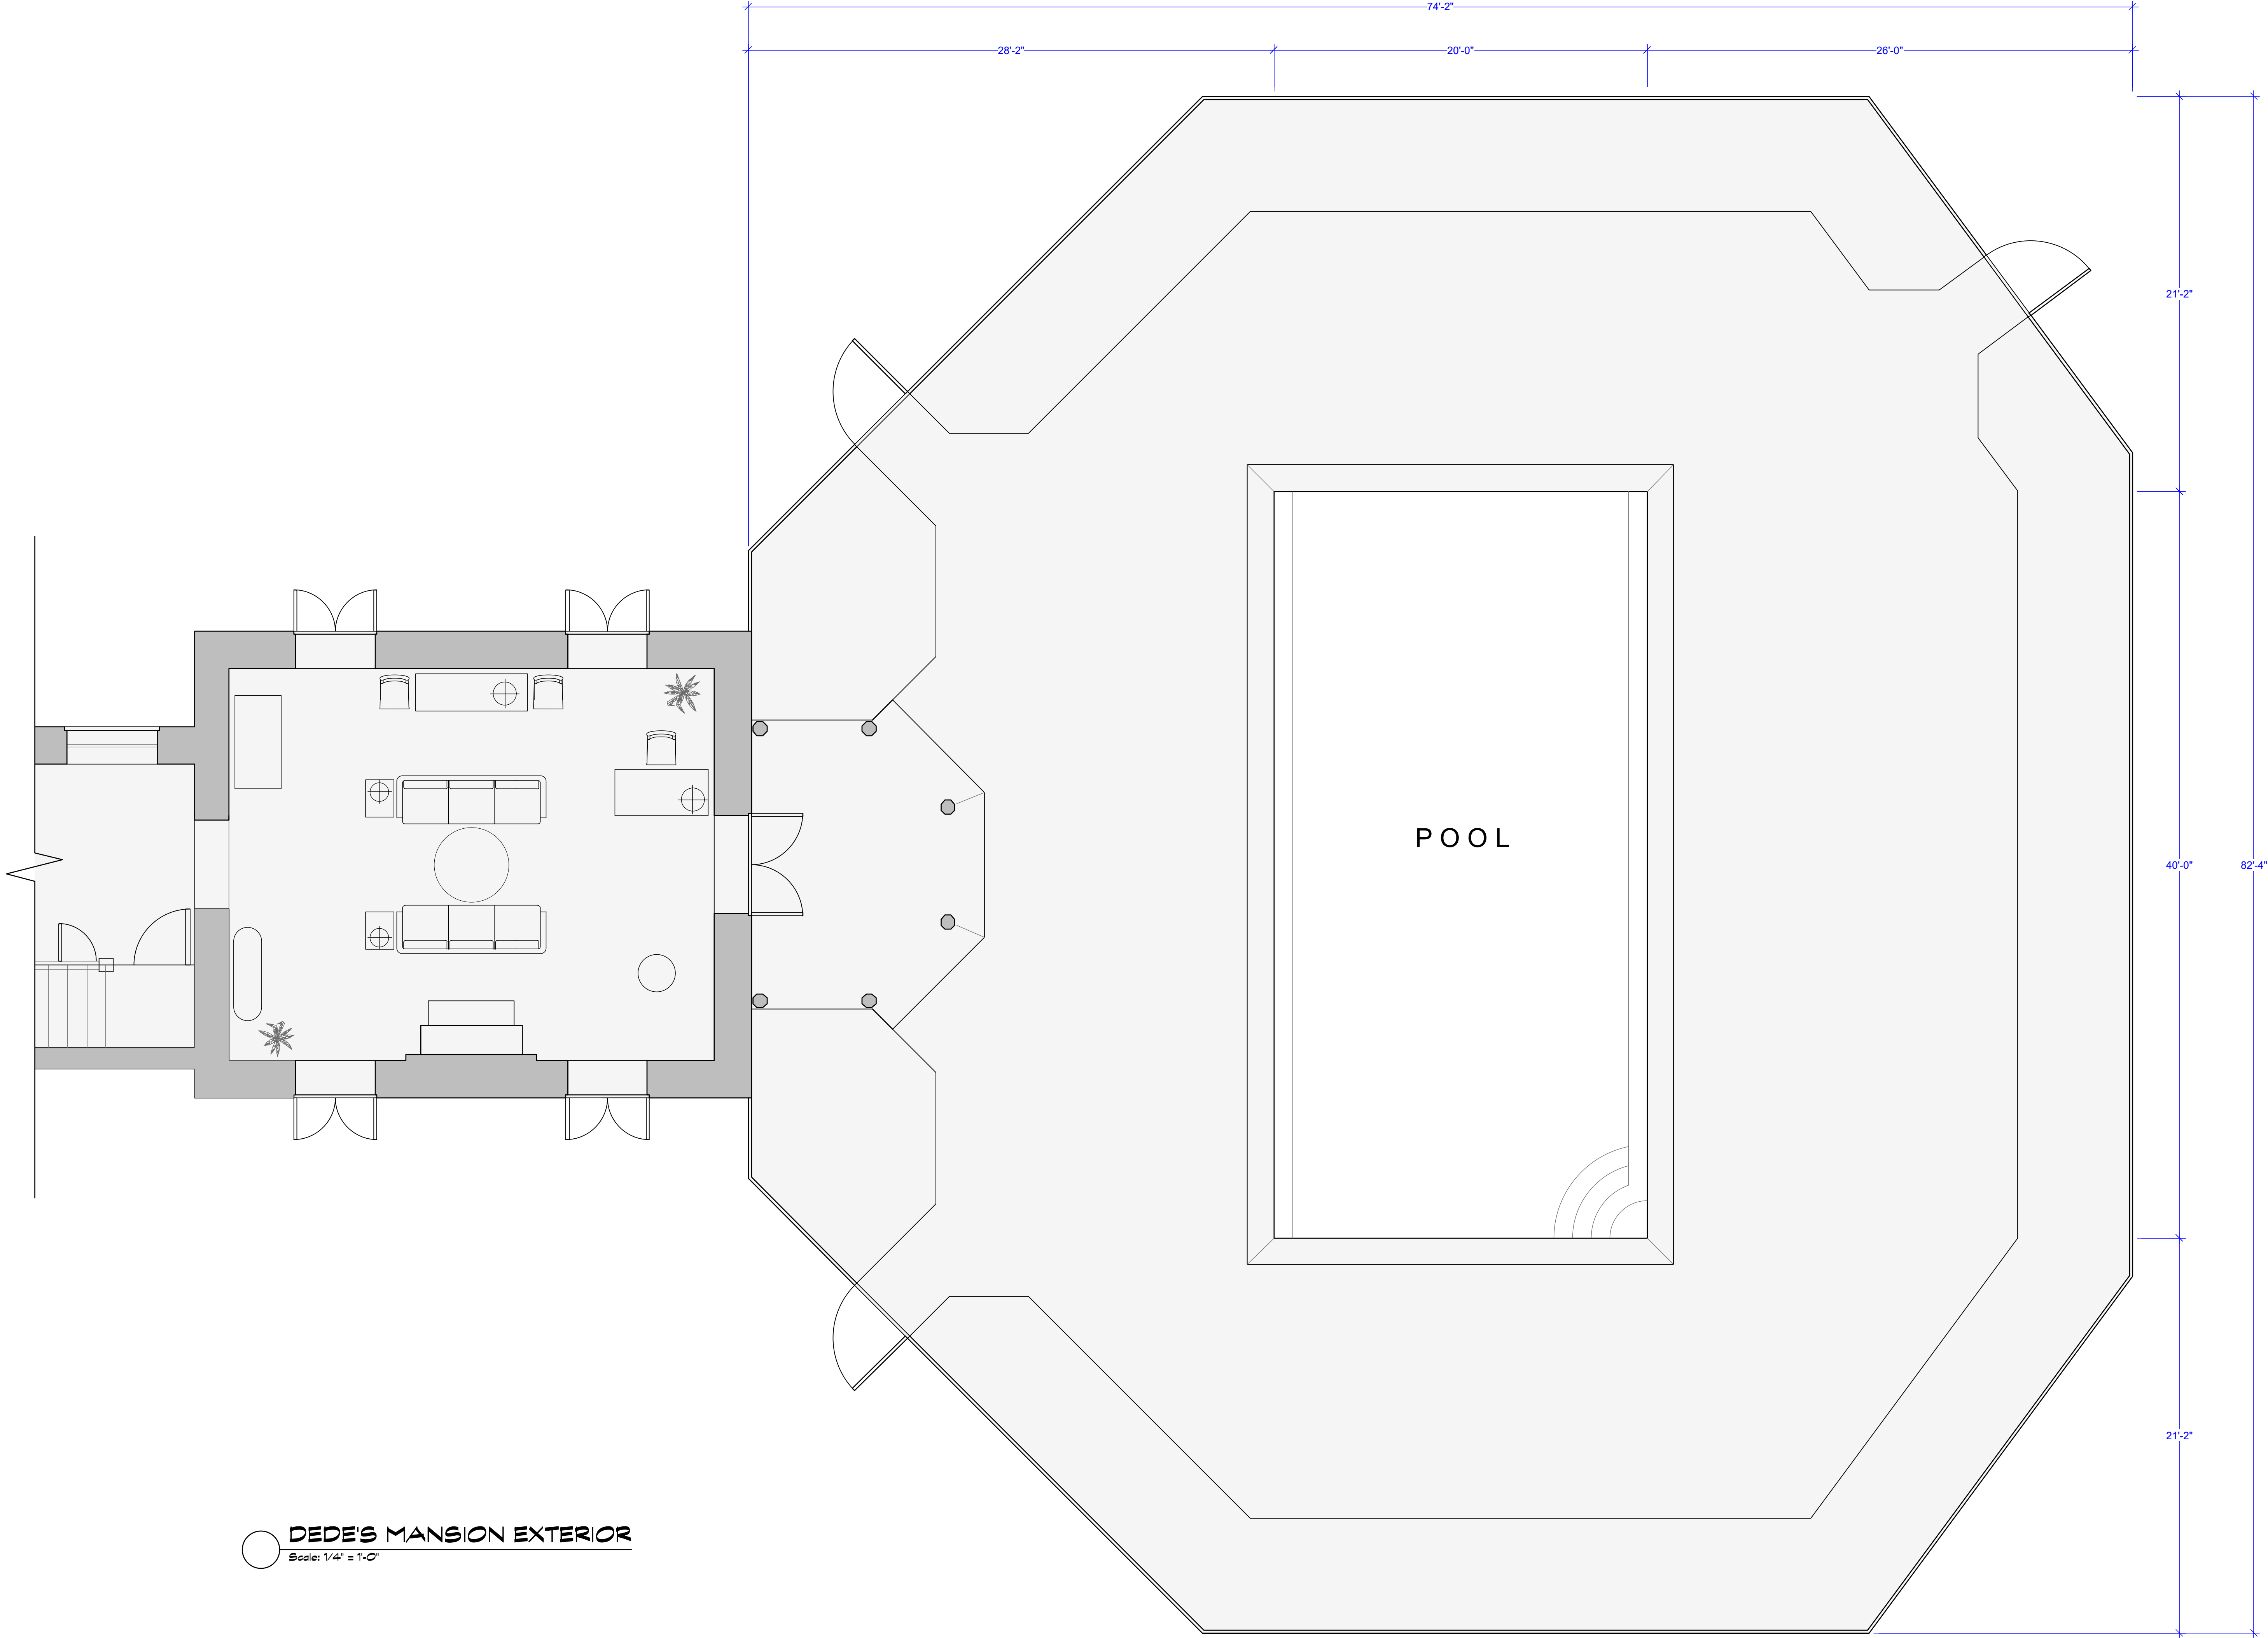 74'-2"
28'-2"
20'-0"
26'-0"
21'-2"
POOL
40'-0"
82'-4"
21'-2"
DEDE'S MANSION EXTERIOR
Scale: 1/4" = 1'-0"